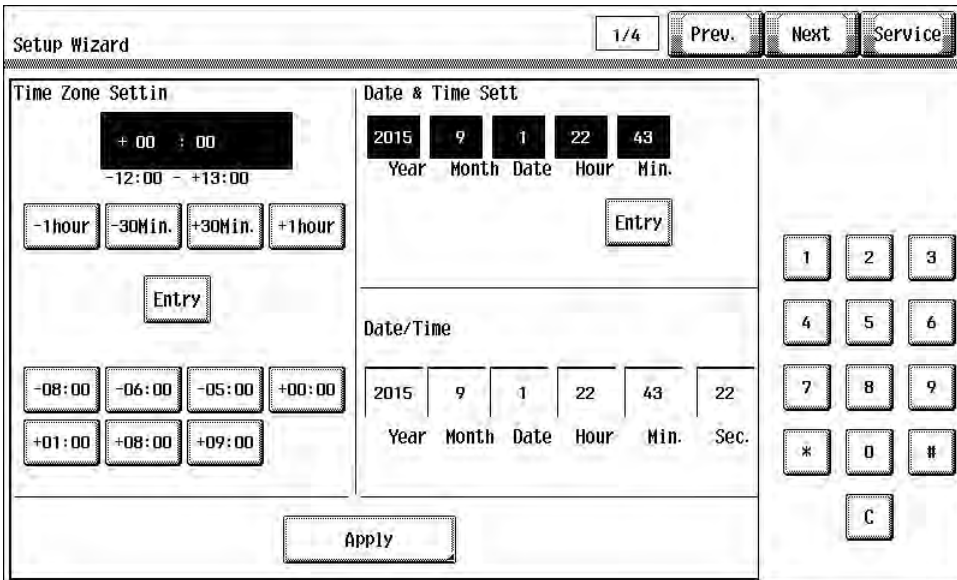 Setup Wizard
1/4
Prev.
Next
Service
Time Zone Settin
+ 00 : 00
-12:00 - +13:00
-1hour -30Min. +30Min. +1hour
Entry
-08:00 -06:00 -05:00 +00:00
+01:00 +08:00 +09:00
Date & Time Sett
2015 9 1 22 43
Year Month Date Hour Min.
Entry
Date/Time
2015 9 1 22 43 22
Year Month Date Hour Min. Sec.
Apply
1 2 3
4 5 6
7 8 9
* 0 #
C